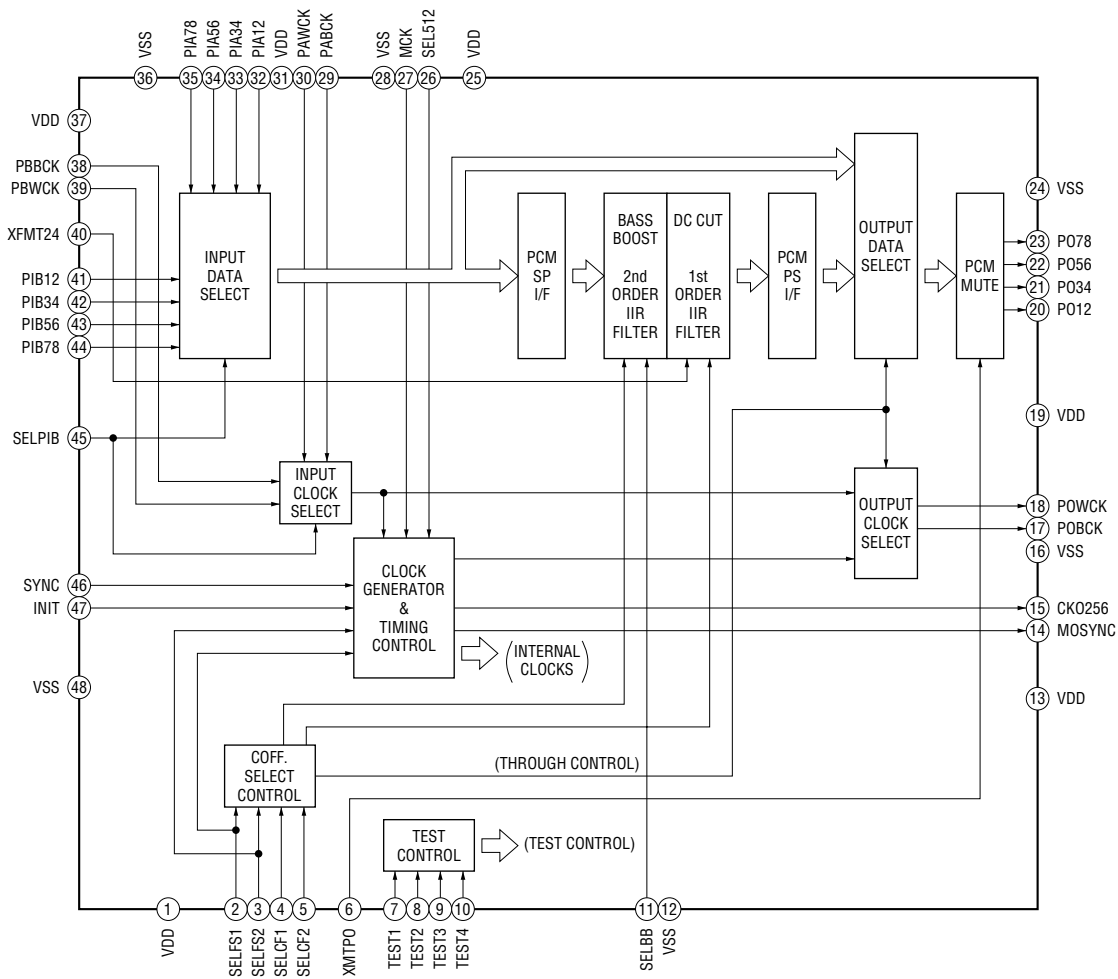 VSS
PIA78
PIA56
PIA34
PIA12
VDD
PAWCK
PABCK
VSS
MCK
SEL512
VDD
36
35
34
33
32
31
30
29
28
27
26
25
VDD 37
PBBCK 38
PBWCK 39
XFMT24 40
PIB12 41
PIB34 42
PIB56 43
PIB78 44
SELPIB 45
SYNC 46
INIT 47
VSS 48
INPUT
DATA
SELECT
PCM
SP
I/F
BASS
BOOST
2nd
ORDER
IIR
FILTER
DC CUT
1st
ORDER
IIR
FILTER
PCM
PS
I/F
OUTPUT
DATA
SELECT
PCM
MUTE
24 VSS
23 PO78
22 PO56
21 PO34
20 PO12
19 VDD
18 POWCK
17 POBCK
16 VSS
15 CKO256
14 MOSYNC
13 VDD
INPUT
CLOCK
SELECT
OUTPUT
CLOCK
SELECT
CLOCK
GENERATOR
&
TIMING
CONTROL
(INTERNAL
CLOCKS)
COFF.
SELECT
CONTROL
(THROUGH CONTROL)
TEST
CONTROL
(TEST CONTROL)
1
2
3
4
5
6
7
8
9
10
11
12
VDD
SELFS1
SELFS2
SELCF1
SELCF2
XMTPO
TEST1
TEST2
TEST3
TEST4
SELBB
VSS